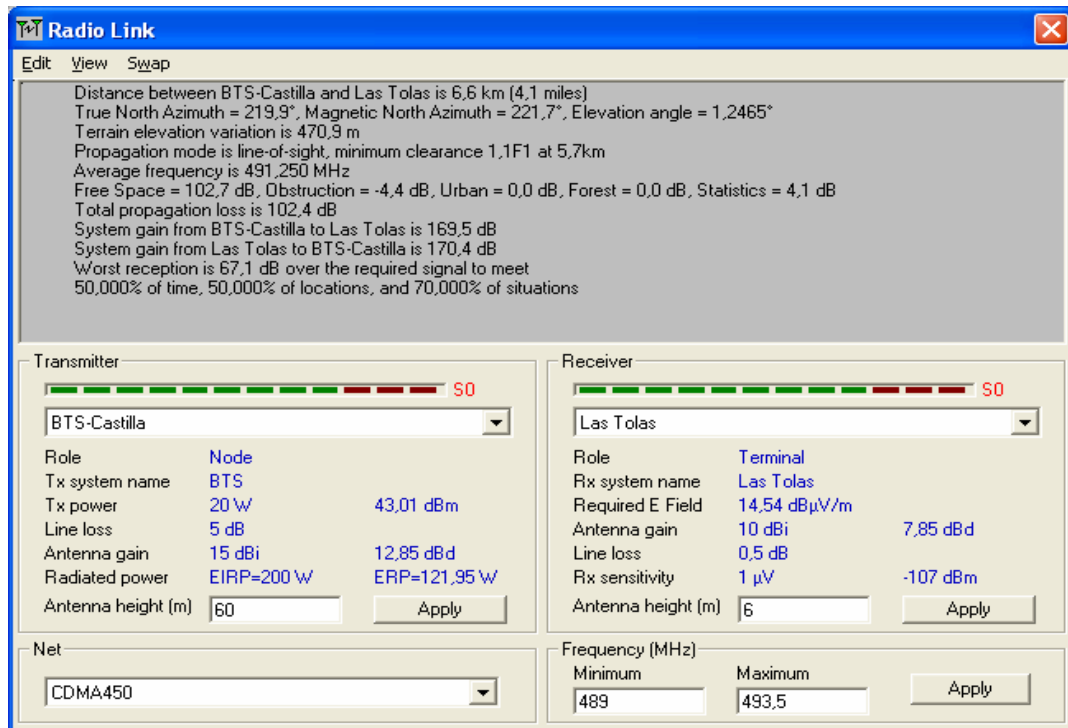 Radio Link
Edit View Swap
Distance between BTS-Castilla and Las Tolas is 6,6 km (4,1 miles)
True North Azimuth = 219,9°, Magnetic North Azimuth = 221,7°, Elevation angle = 1,2465°
Terrain elevation variation is 470,9 m
Propagation mode is line-of-sight, minimum clearance 1,1F1 at 5,7km
Average frequency is 491,250 MHz
Free Space = 102,7 dB, Obstruction = -4,4 dB, Urban = 0,0 dB, Forest = 0,0 dB, Statistics = 4,1 dB
Total propagation loss is 102,4 dB
System gain from BTS-Castilla to Las Tolas is 169,5 dB
System gain from Las Tolas to BTS-Castilla is 170,4 dB
Worst reception is 67,1 dB over the required signal to meet
50,000% of time, 50,000% of locations, and 70,000% of situations
Transmitter
S0
BTS-Castilla
Role Node
Tx system name BTS
Tx power 20 W 43,01 dBm
Line loss 5 dB
Antenna gain 15 dBi 12,85 dBd
Radiated power EIRP=200 W ERP=121,95 W
Antenna height (m) 60 Apply
Receiver
S0
Las Tolas
Role Terminal
Rx system name Las Tolas
Required E Field 14,54 dBµV/m
Antenna gain 10 dBi 7,85 dBd
Line loss 0,5 dB
Rx sensitivity 1 µV -107 dBm
Antenna height (m) 6 Apply
Net
CDMA450
Frequency (MHz)
Minimum Maximum
489 493,5 Apply